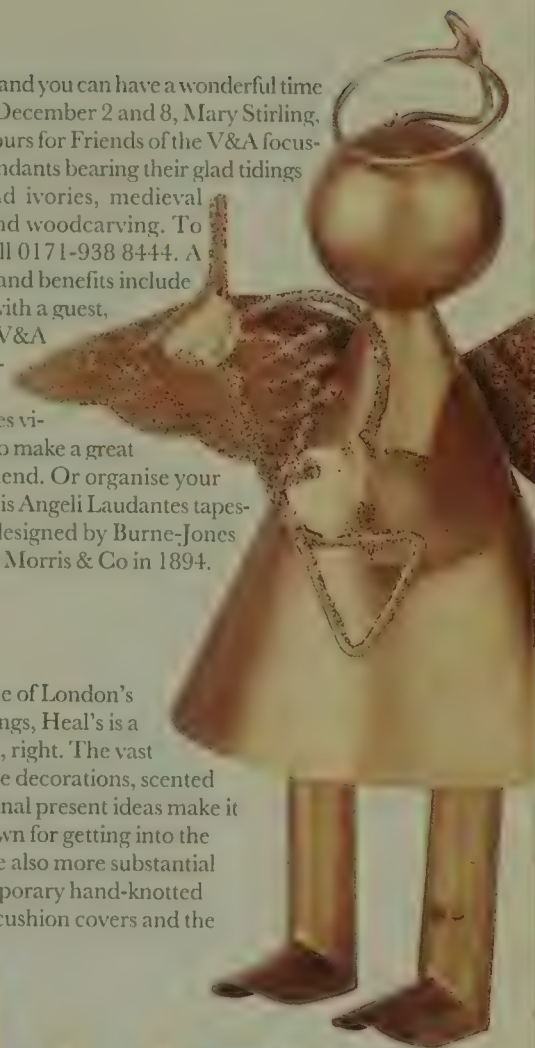 and you can have a wonderful time
December 2 and 8, Mary Stirling,
ours for Friends of the V&A focus-
ndants bearing their glad tidings
d ivories, medieval
nd woodcarving. To
ll 0171-938 8444. A
and benefits include
with a guest,
V&A
-
es vi-
o make a great
end. Or organise your
is Angeli Laudantes tapes-
designed by Burne-Jones
Morris & Co in 1894.
e of London's
ngs, Heal's is a
, right. The vast
e decorations, scented
nal present ideas make it
wn for getting into the
e also more substantial
porary hand-knotted
cushion covers and the